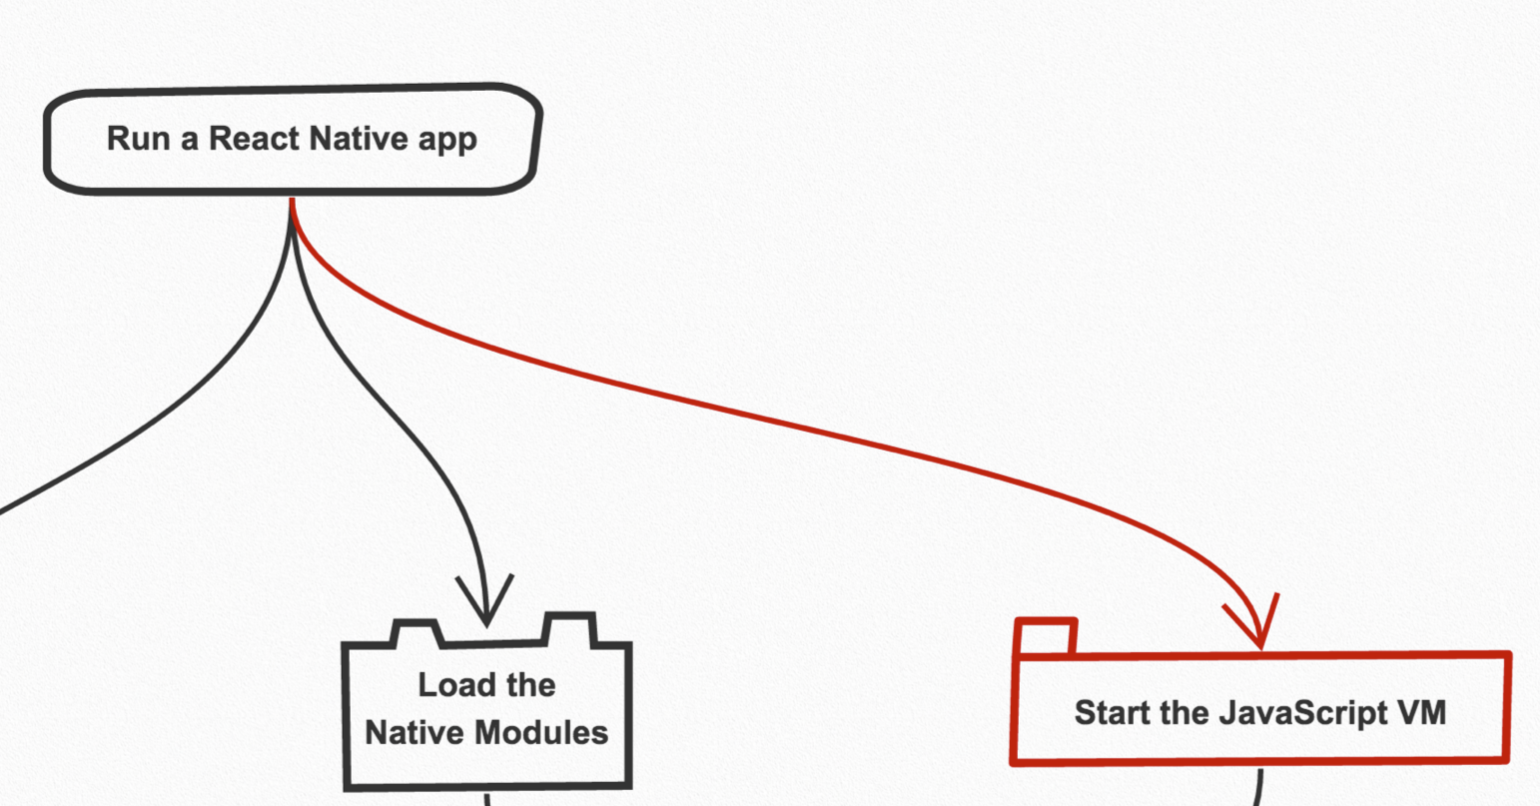 Run a React Native app
Load the
Native Modules
Start the JavaScript VM